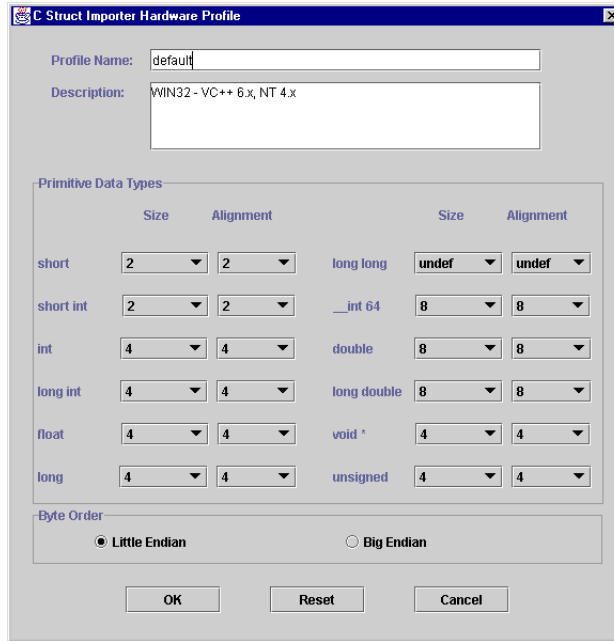 C Struct Importer Hardware Profile
Profile Name: default
Description: WIN32 - VC++ 6.x, NT 4.x
Primitive Data Types
Size Alignment Size Alignment
short 2 2 long long undef undef
short int 2 2 __int 64 8 8
int 4 4 double 8 8
long int 4 4 long double 8 8
float 4 4 void * 4 4
long 4 4 unsigned 4 4
Byte Order
Little Endian Big Endian
OK Reset Cancel